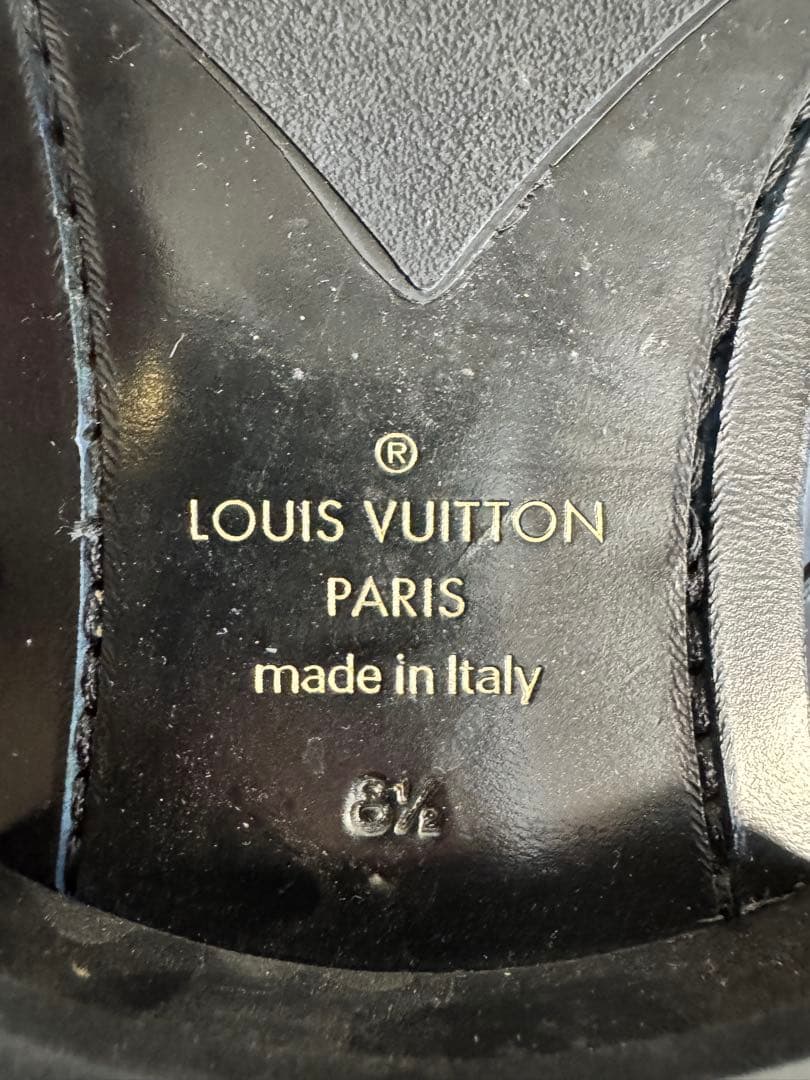 ®
LOUIS VUITTON
PARIS
made in Italy
8½